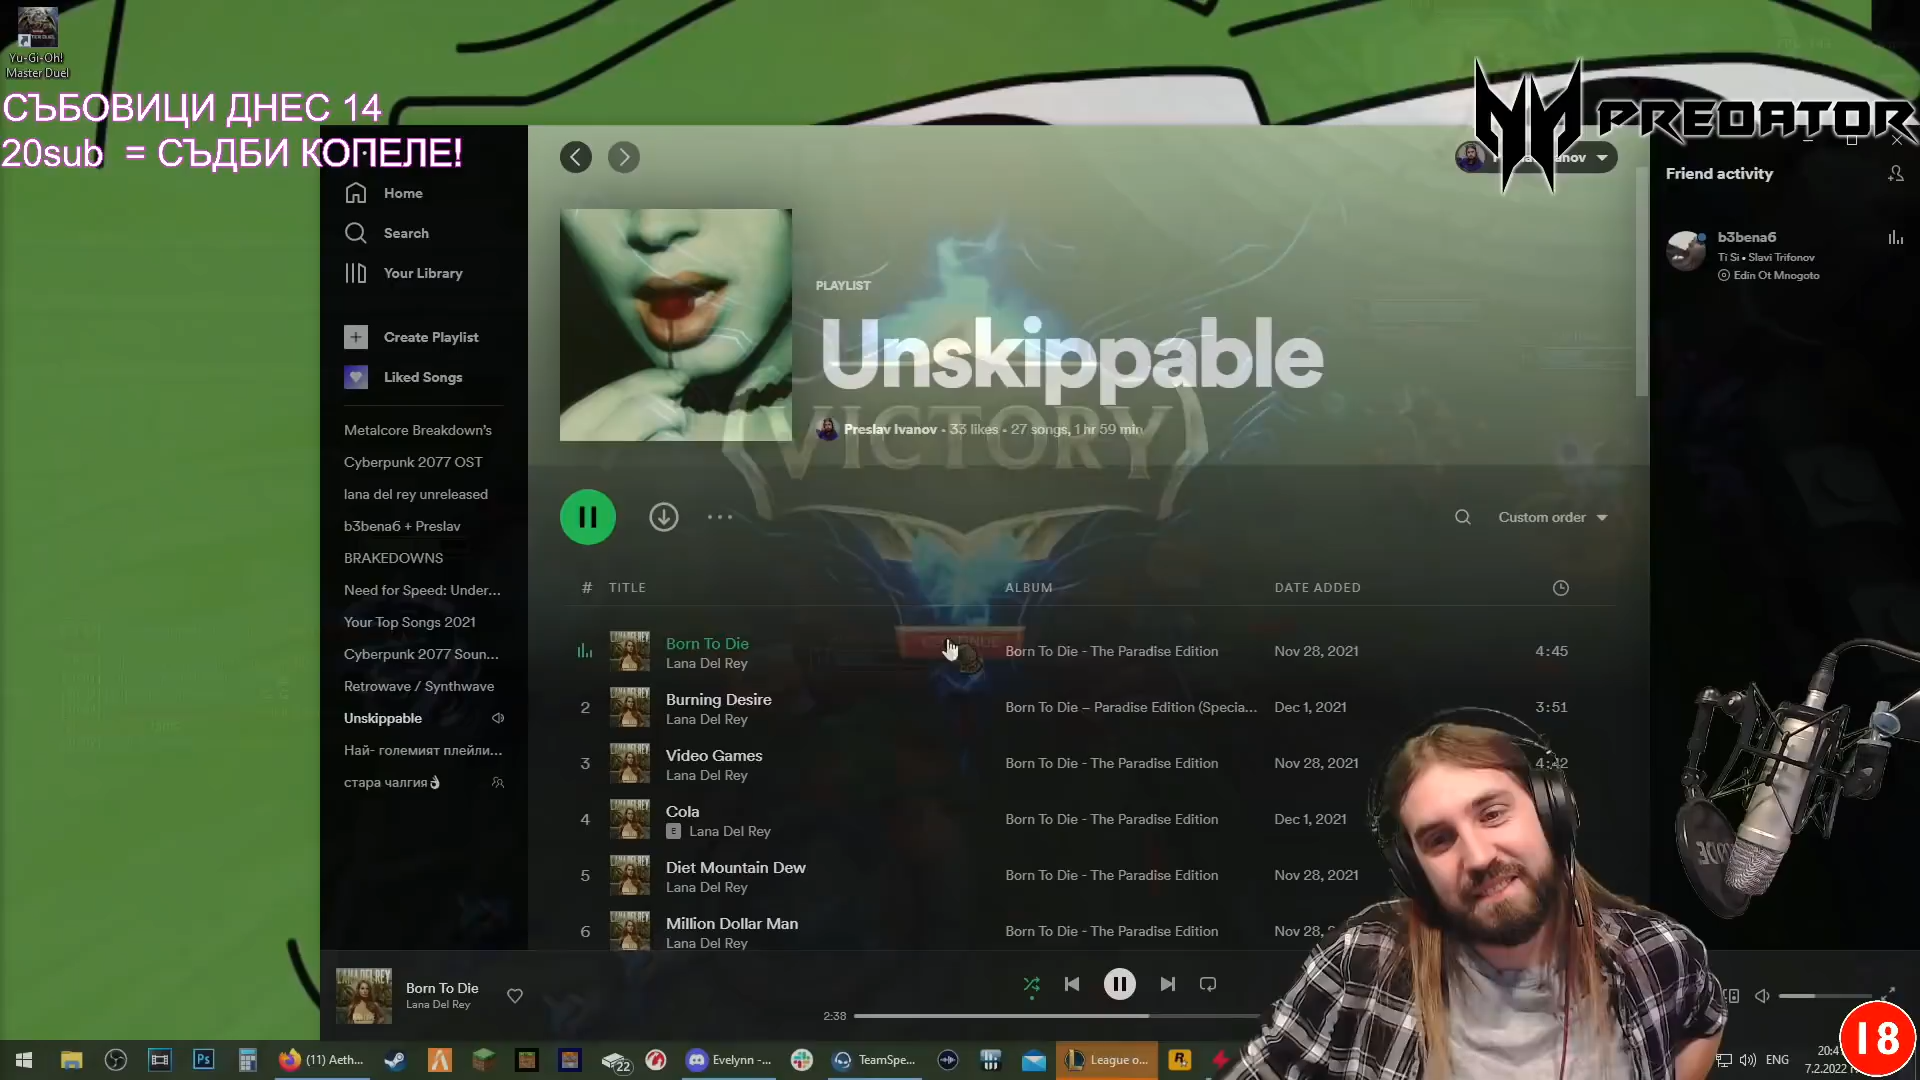 Yu-Gi-Oh!
Master Duel
СЪБОВИЦИ ДНЕС 14
20sub = СЪДБИ КОПЕЛЕ!
PREDATOR
Home
Search
Your Library
Create Playlist
Liked Songs
Metalcore Breakdown's
Cyberpunk 2077 OST
lana del rey unreleased
b3bena6 + Preslav
BRAKEDOWNS
Need for Speed: Under...
Your Top Songs 2021
Cyberpunk 2077 Soun...
Retrowave / Synthwave
Unskippable
Най- големият плейли...
стара чалгия👌
PLAYLIST
Unskippable
VICTORY
Preslav Ivanov • 33 likes • 27 songs, 1 hr 59 min
Custom order
# TITLE ALBUM DATE ADDED
Born To Die Born To Die - The Paradise Edition Nov 28, 2021 4:45
Lana Del Rey
2 Burning Desire Born To Die – Paradise Edition (Specia... Dec 1, 2021 3:51
Lana Del Rey
3 Video Games Born To Die - The Paradise Edition Nov 28, 2021 4:42
Lana Del Rey
4 Cola Born To Die - The Paradise Edition Dec 1, 2021
E Lana Del Rey
5 Diet Mountain Dew Born To Die - The Paradise Edition Nov 28, 2021
Lana Del Rey
6 Million Dollar Man Born To Die - The Paradise Edition Nov 28,
Lana Del Rey
Friend activity
b3bena6
Ti Si • Slavi Trifonov
Edin Ot Mnogoto
LANA DEL REY
Born To Die
Lana Del Rey
2:38
(11) Aeth...
22
Evelynn -...
TeamSpe...
League o...
ENG
7.2.2022
18